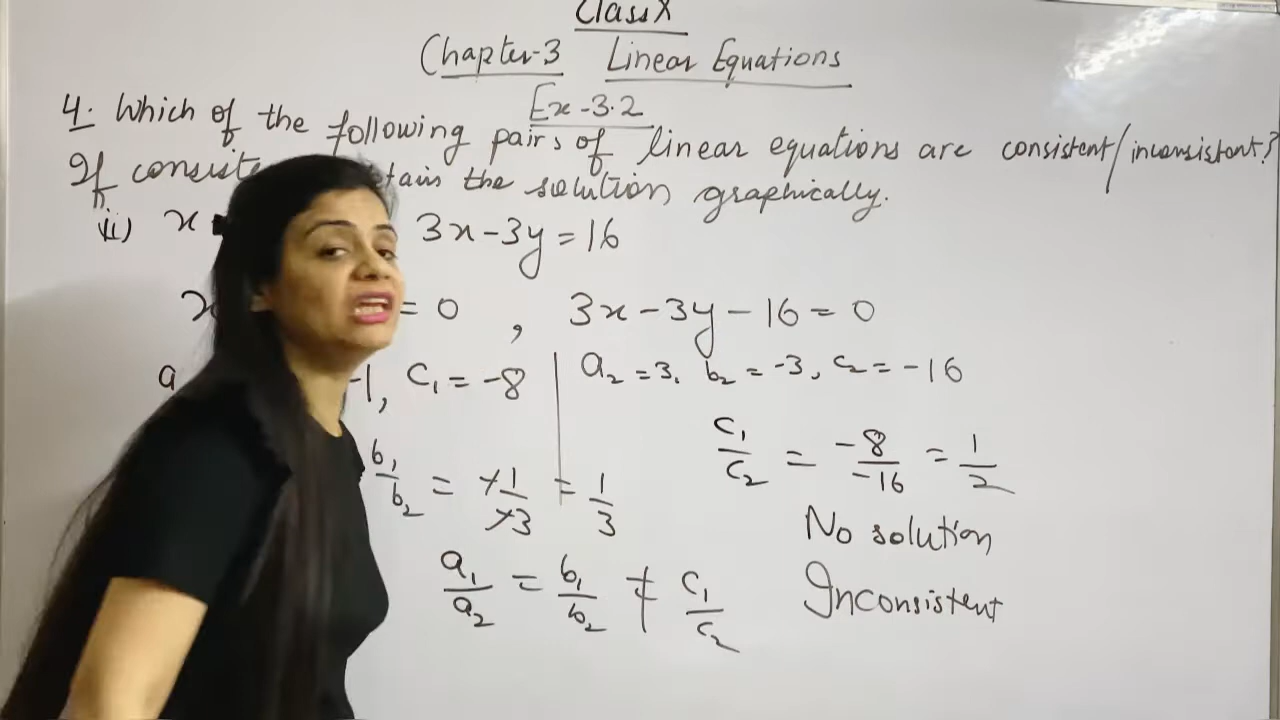 Class X
Chapter-3 Linear Equations
Ex-3.2
4. Which of the following pairs of linear equations are consistent/inconsistent?
If the solution graphically.
ii) x 3x-3y=16
x =0 , 3x-3y-16=0
a -1, c₁=-8 | a₂=3, b₂=-3, c₂=-16
c₁/c₂ = -8/-16 = 1/2
b₁/b₂ = -1/-3 = 1/3
No solution
a₁/a₂ = b₁/b₂ ≠ c₁/c₂
Inconsistent